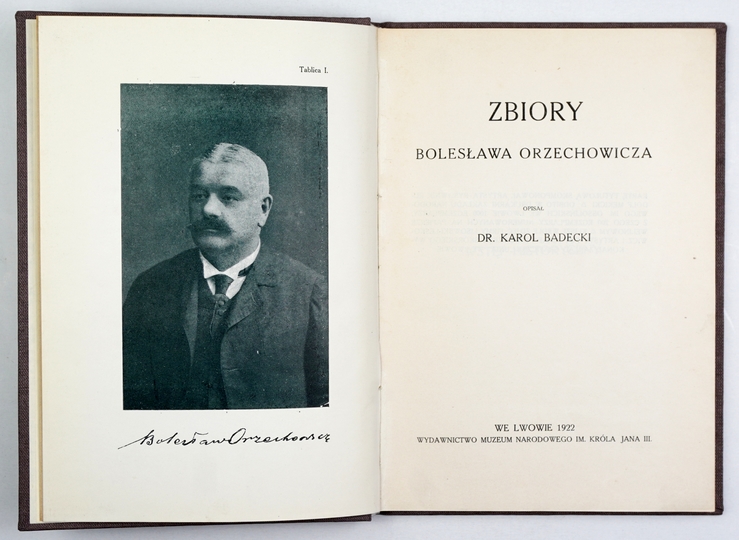 Tablica I.
Bolesław Orzechowicz
ZBIORY
BOLESŁAWA ORZECHOWICZA
OPISAŁ
DR. KAROL BADECKI
WE LWOWIE 1922
WYDAWNICTWO MUZEUM NARODOWEGO IM. KRÓLA JANA III.